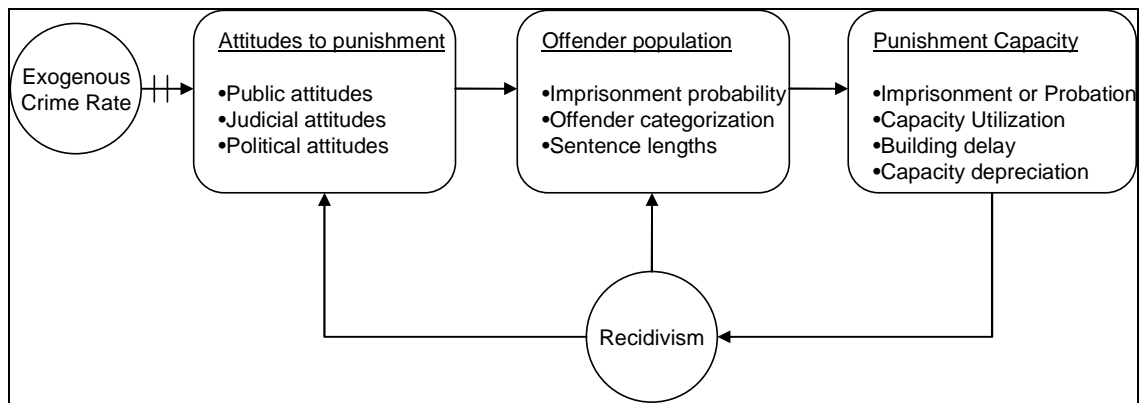 Exogenous
Crime Rate
Attitudes to punishment
•Public attitudes
•Judicial attitudes
•Political attitudes
Offender population
•Imprisonment probability
•Offender categorization
•Sentence lengths
Punishment Capacity
•Imprisonment or Probation
•Capacity Utilization
•Building delay
•Capacity depreciation
Recidivism